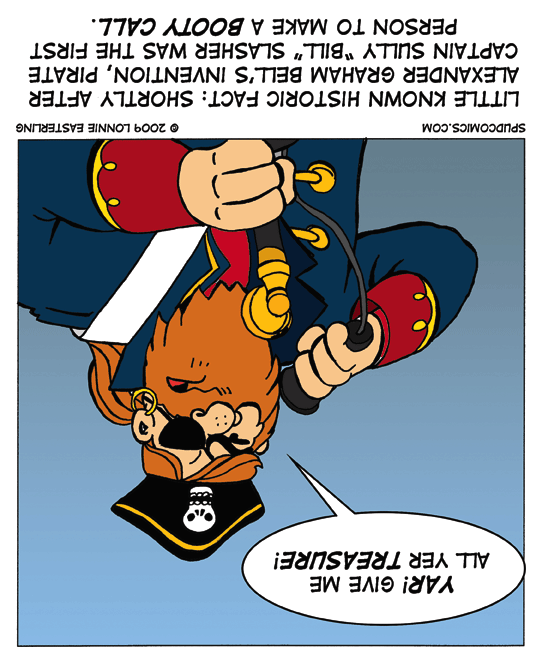 YAR! GIVE ME
ALL YER TREASURE!
SPUDCOMICS.COM
© 2009 LONNIE EASTERLING
LITTLE KNOWN HISTORIC FACT: SHORTLY AFTER
ALEXANDER GRAHAM BELL'S INVENTION, PIRATE
CAPTAIN SULLY "BILL" SLASHER WAS THE FIRST
PERSON TO MAKE A BOOTY CALL.